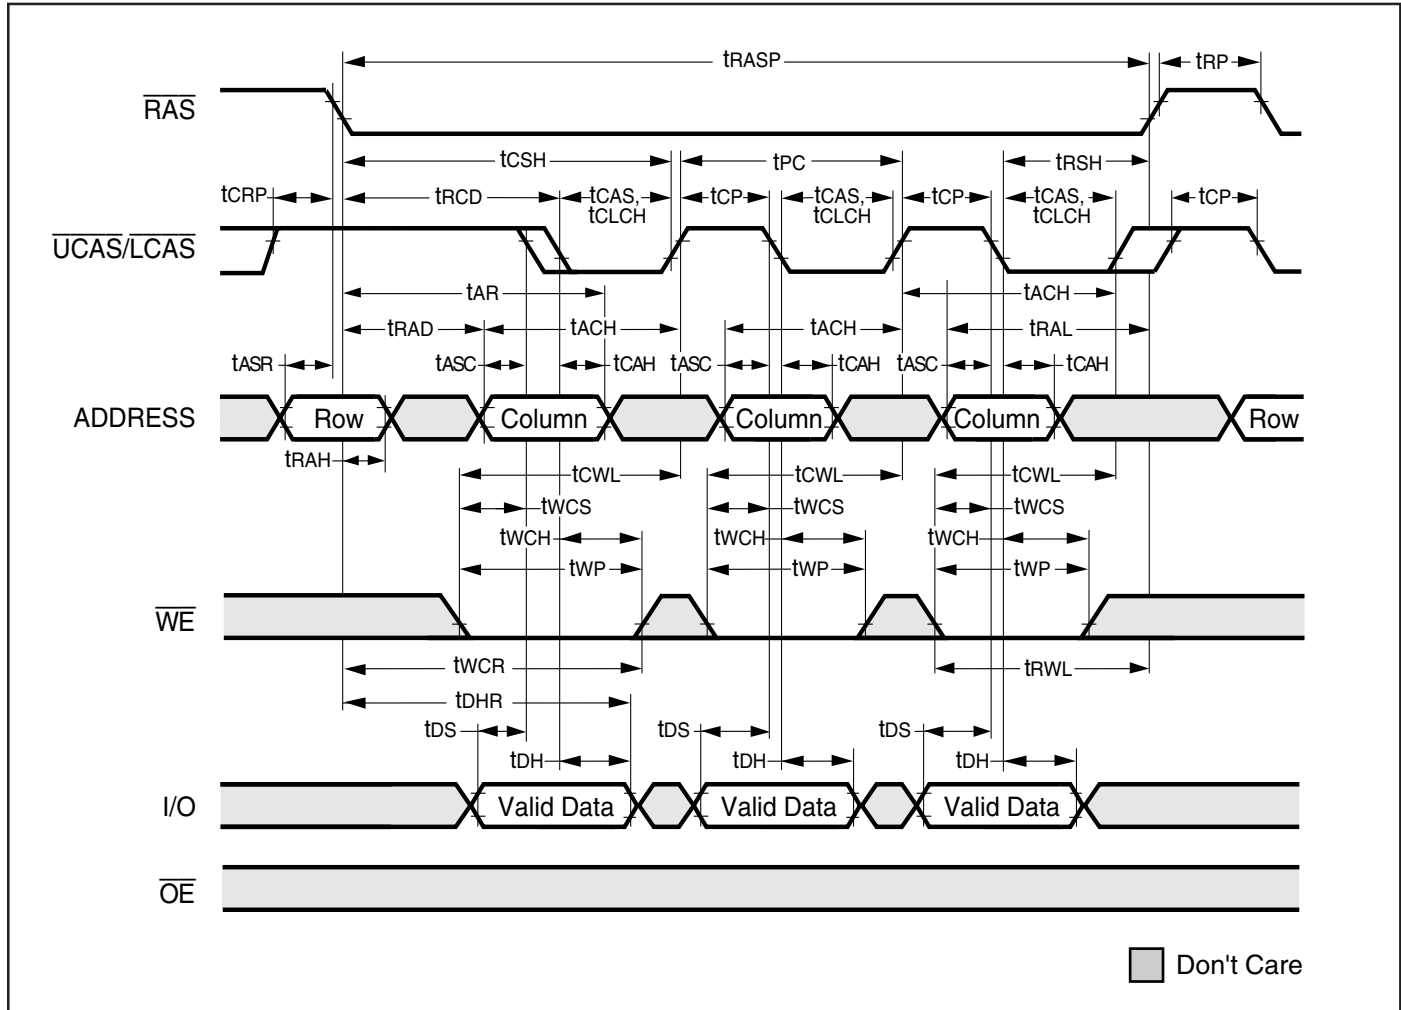 tRASP tRP
RAS
tCSH tPC tRSH
tCRP tRCD tCAS, tCP tCAS, tCP tCAS, tCP
tCLCH tCLCH tCLCH
UCAS/LCAS
tAR tACH
tRAD tACH tACH tRAL
tASR tASC tCAH tASC tCAH tASC tCAH
ADDRESS Row Column Column Column Row
tRAH
tCWL tCWL tCWL
tWCS tWCS tWCS
tWCH tWCH tWCH
tWP tWP tWP
WE
tWCR tRWL
tDHR
tDS tDS tDS
tDH tDH tDH
I/O Valid Data Valid Data Valid Data
OE
Don't Care